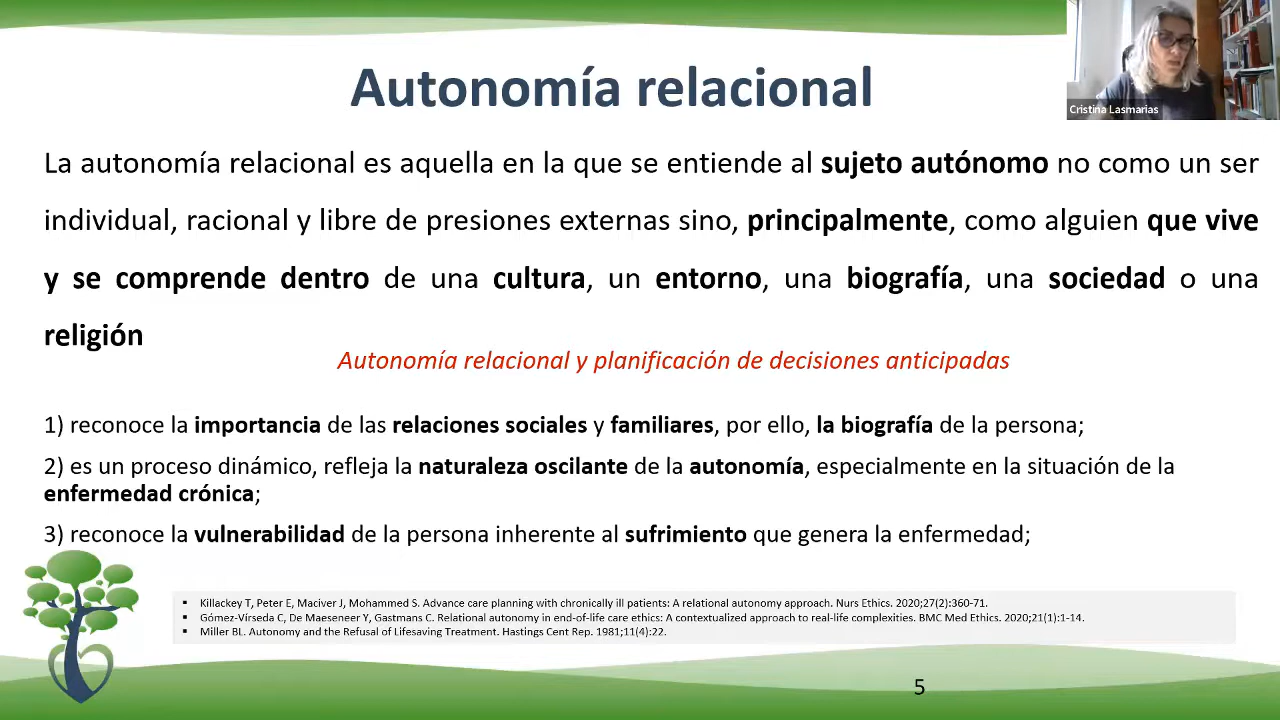 Autonomía relacional
Cristina Lasmarias
La autonomía relacional es aquella en la que se entiende al sujeto autónomo no como un ser
individual, racional y libre de presiones externas sino, principalmente, como alguien que vive
y se comprende dentro de una cultura, un entorno, una biografía, una sociedad o una
religión
Autonomía relacional y planificación de decisiones anticipadas
1) reconoce la importancia de las relaciones sociales y familiares, por ello, la biografía de la persona;
2) es un proceso dinámico, refleja la naturaleza oscilante de la autonomía, especialmente en la situación de la
enfermedad crónica;
3) reconoce la vulnerabilidad de la persona inherente al sufrimiento que genera la enfermedad;
▪ Killackey T, Peter E, Maciver J, Mohammed S. Advance care planning with chronically ill patients: A relational autonomy approach. Nurs Ethics. 2020;27(2):360-71.
▪ Gómez-Vírseda C, De Maeseneer Y, Gastmans C. Relational autonomy in end-of-life care ethics: A contextualized approach to real-life complexities. BMC Med Ethics. 2020;21(1):1-14.
▪ Miller BL. Autonomy and the Refusal of Lifesaving Treatment. Hastings Cent Rep. 1981;11(4):22.
5